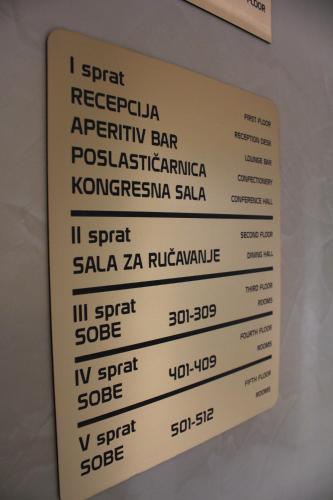 FLOOR
I sprat FIRST FLOOR
RECEPCIJA RECEPTION DESK
APERITIV BAR LOUNGE BAR
POSLASTIČARNICA CONFECTIONERY
KONGRESNA SALA CONFERENCE HALL
II sprat SECOND FLOOR
SALA ZA RUČAVANJE DINING HALL
III sprat THIRD FLOOR
SOBE 301-309 ROOMS
IV sprat FOURTH FLOOR
SOBE 401-409 ROOMS
V sprat FIFTH FLOOR
SOBE 501-512 ROOMS